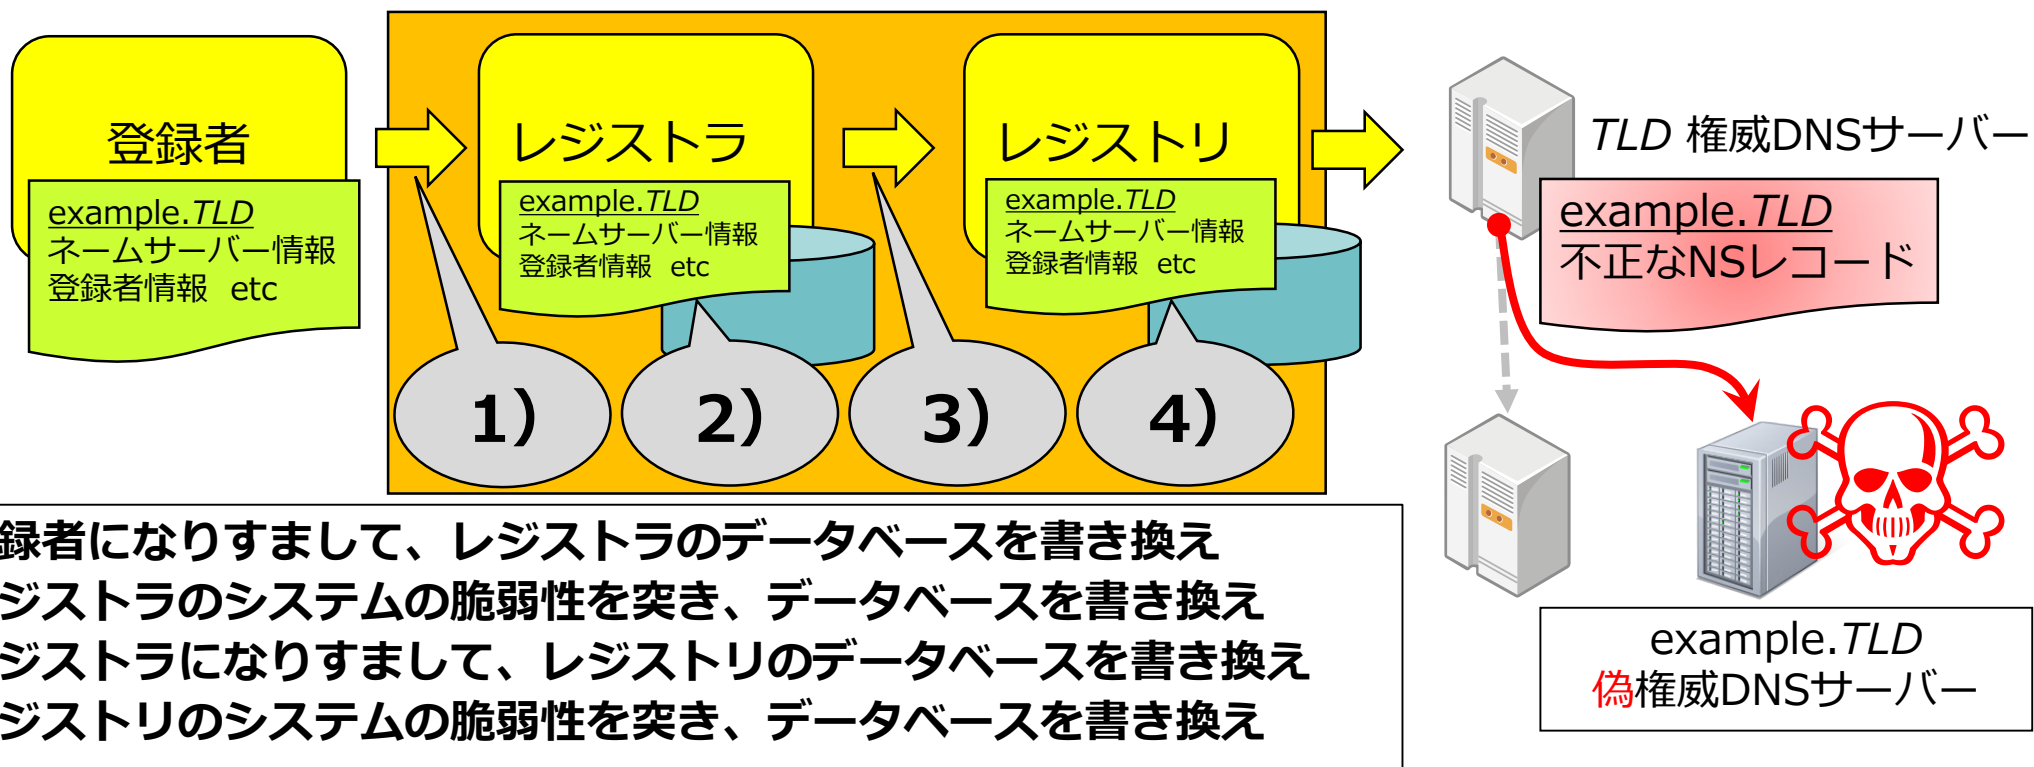 登録者
example.TLD
ネームサーバー情報
登録者情報 etc
レジストラ
example.TLD
ネームサーバー情報
登録者情報 etc
レジストリ
example.TLD
ネームサーバー情報
登録者情報 etc
TLD 権威DNSサーバー
example.TLD
不正なNSレコード
1)
2)
3)
4)
録者になりすまして、レジストラのデータベースを書き換え
ジストラのシステムの脆弱性を突き、データベースを書き換え
ジストラになりすまして、レジストリのデータベースを書き換え
ジストリのシステムの脆弱性を突き、データベースを書き換え
example.TLD
偽権威DNSサーバー